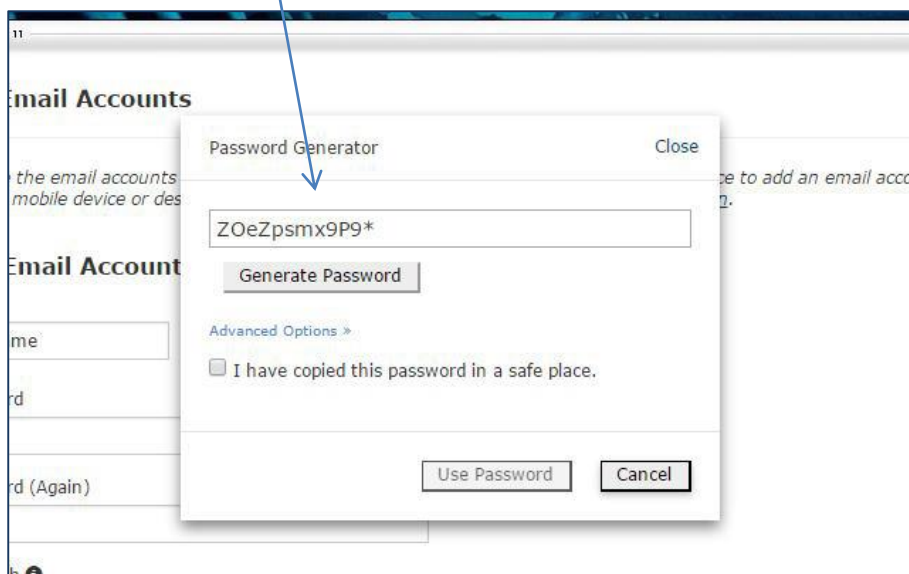 11
Email Accounts
the email accounts
ce to add an email acco
mobile device or des
n.
Password Generator
Close
ZOeZpsmx9P9*
Generate Password
Advanced Options »
I have copied this password in a safe place.
Use Password
Cancel
Email Account
me
rd
rd (Again)